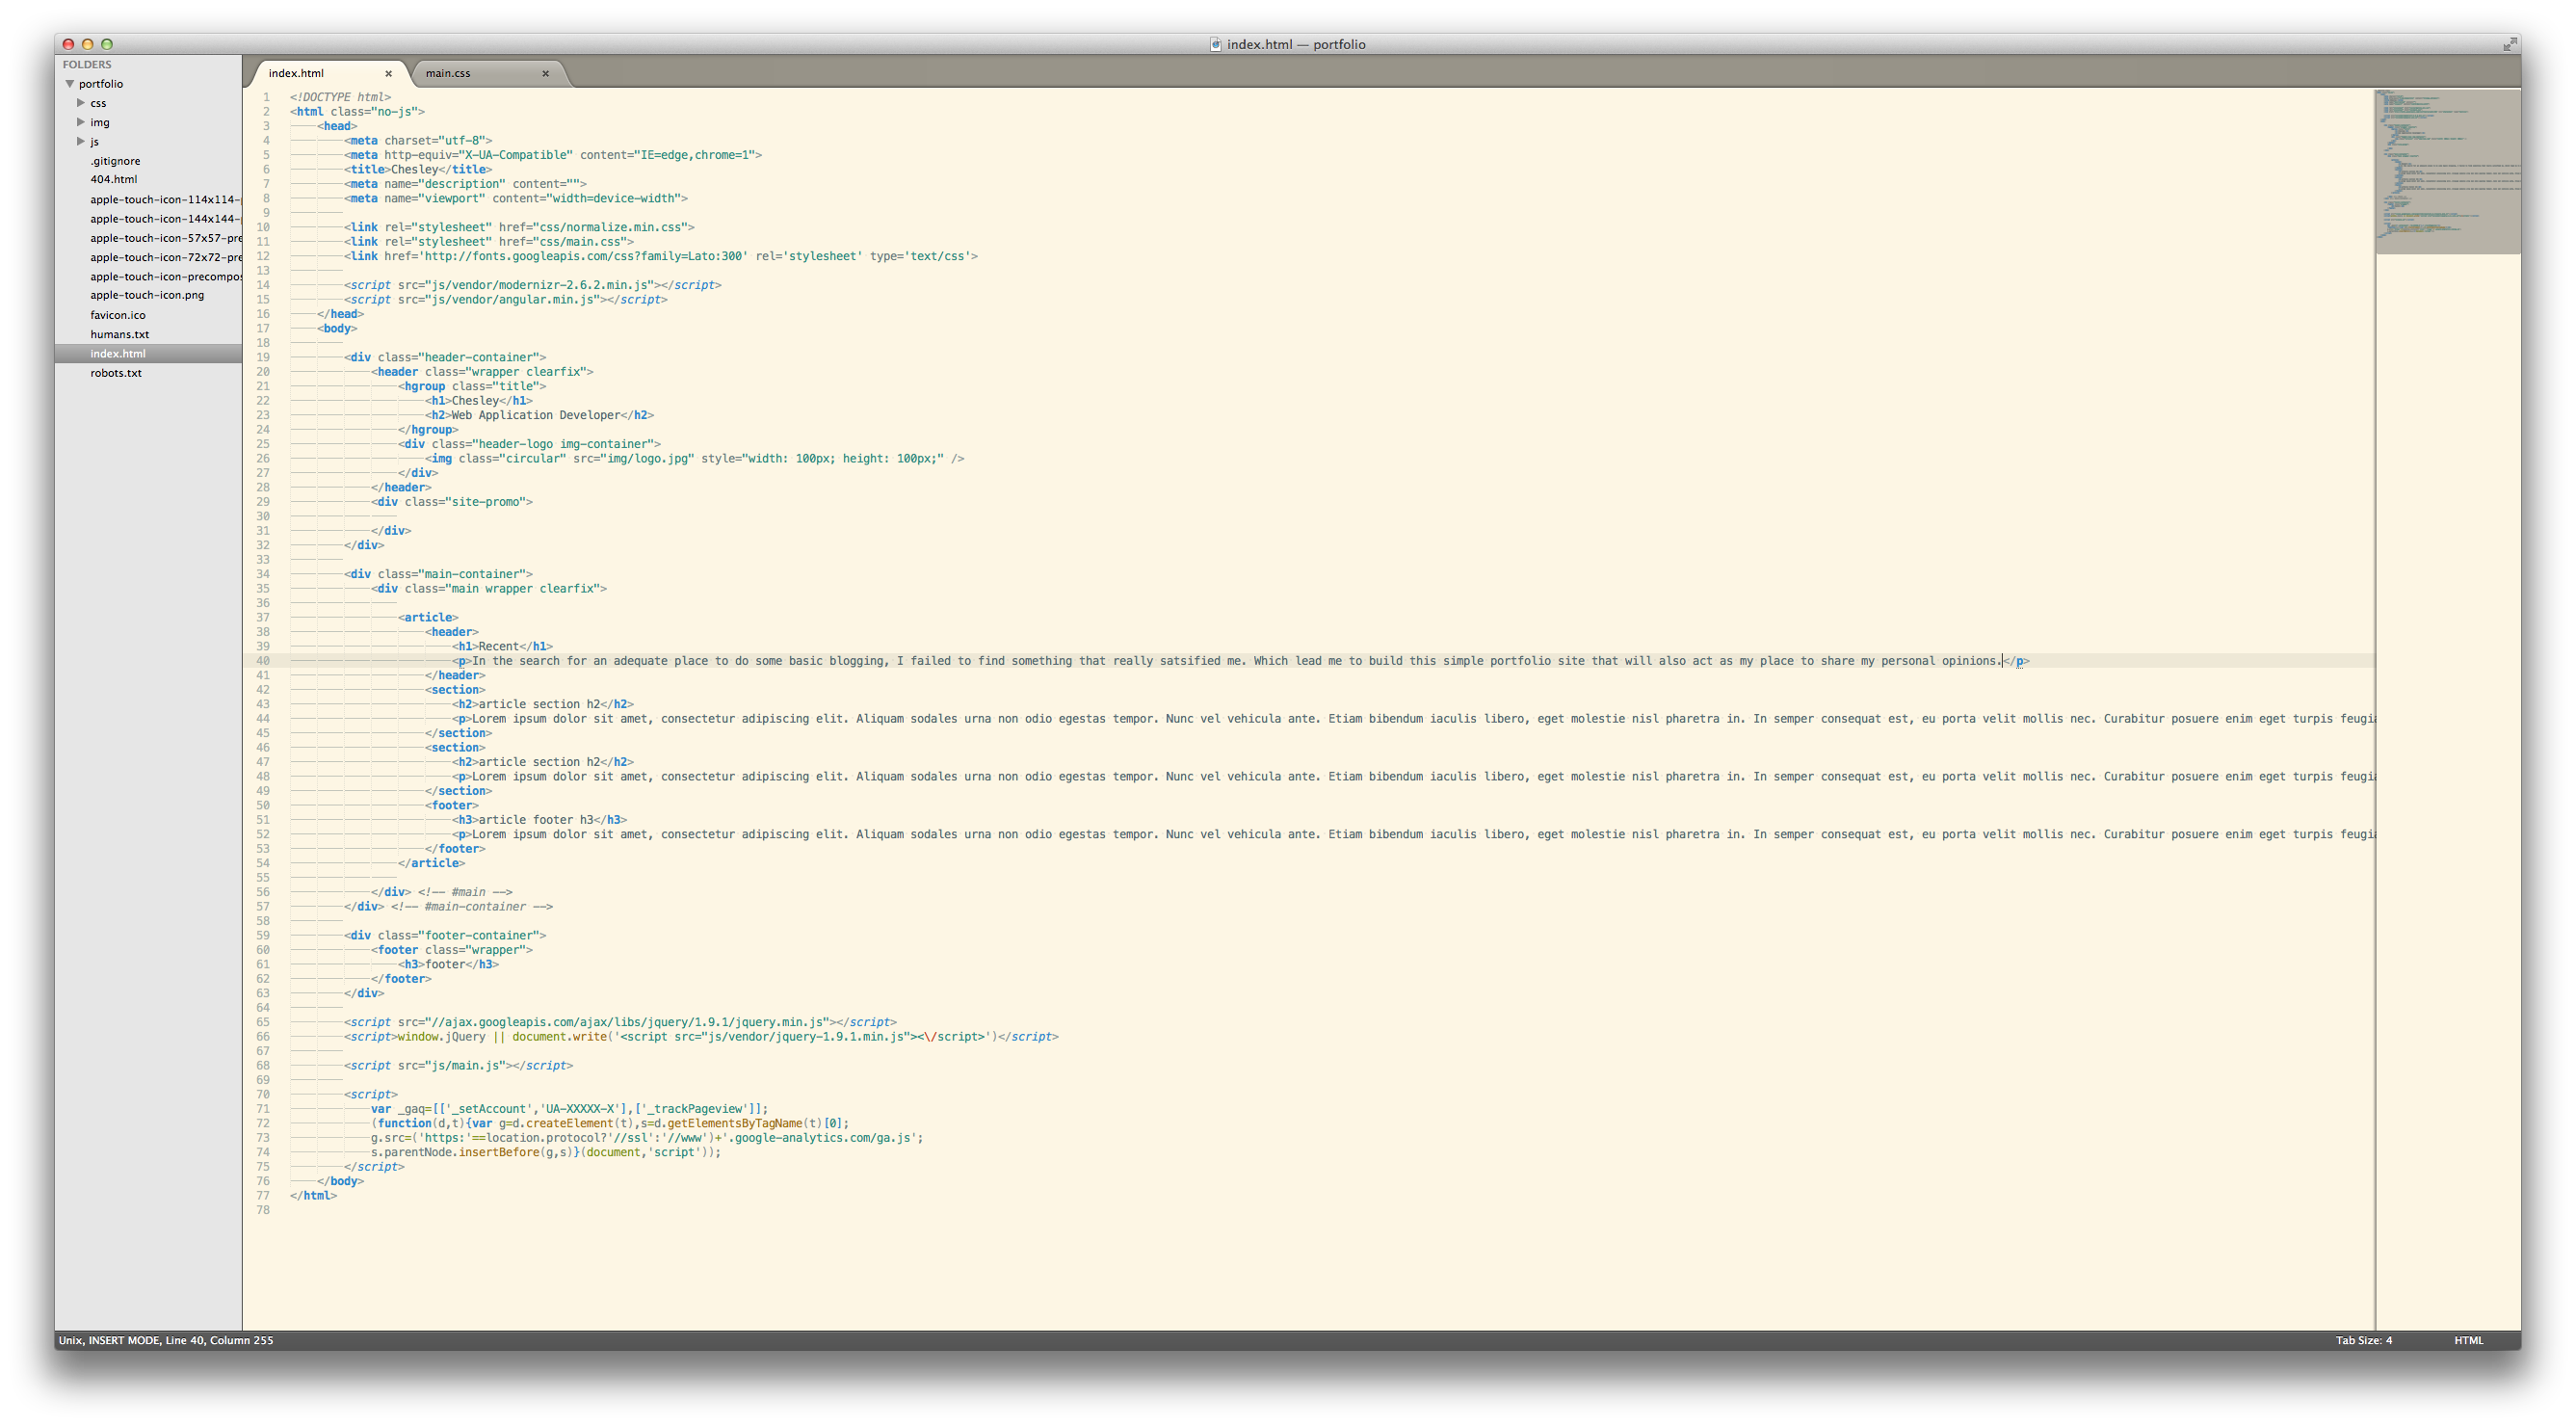 index.html — portfolio
FOLDERS
portfolio
css
img
js
.gitignore
404.html
apple-touch-icon-114x114-
apple-touch-icon-144x144-
apple-touch-icon-57x57-pre
apple-touch-icon-72x72-pre
apple-touch-icon-precompos
apple-touch-icon.png
favicon.ico
humans.txt
index.html
robots.txt
index.html
main.css
1 <!DOCTYPE html>
2 <html class="no-js">
3 <head>
4 <meta charset="utf-8">
5 <meta http-equiv="X-UA-Compatible" content="IE=edge,chrome=1">
6 <title>Chesley</title>
7 <meta name="description" content="">
8 <meta name="viewport" content="width=device-width">
9
10 <link rel="stylesheet" href="css/normalize.min.css">
11 <link rel="stylesheet" href="css/main.css">
12 <link href='http://fonts.googleapis.com/css?family=Lato:300' rel='stylesheet' type='text/css'>
13
14 <script src="js/vendor/modernizr-2.6.2.min.js"></script>
15 <script src="js/vendor/angular.min.js"></script>
16 </head>
17 <body>
18
19 <div class="header-container">
20 <header class="wrapper clearfix">
21 <hgroup class="title">
22 <h1>Chesley</h1>
23 <h2>Web Application Developer</h2>
24 </hgroup>
25 <div class="header-logo img-container">
26 <img class="circular" src="img/logo.jpg" style="width: 100px; height: 100px;" />
27 </div>
28 </header>
29 <div class="site-promo">
30
31 </div>
32 </div>
33
34 <div class="main-container">
35 <div class="main wrapper clearfix">
36
37 <article>
38 <header>
39 <h1>Recent</h1>
40 <p>In the search for an adequate place to do some basic blogging, I failed to find something that really satsified me. Which lead me to build this simple portfolio site that will also act as my place to share my personal opinions.</p>
41 </header>
42 <section>
43 <h2>article section h2</h2>
44 <p>Lorem ipsum dolor sit amet, consectetur adipiscing elit. Aliquam sodales urna non odio egestas tempor. Nunc vel vehicula ante. Etiam bibendum iaculis libero, eget molestie nisl pharetra in. In semper consequat est, eu porta velit mollis nec. Curabitur posuere enim eget turpis feugia
45 </section>
46 <section>
47 <h2>article section h2</h2>
48 <p>Lorem ipsum dolor sit amet, consectetur adipiscing elit. Aliquam sodales urna non odio egestas tempor. Nunc vel vehicula ante. Etiam bibendum iaculis libero, eget molestie nisl pharetra in. In semper consequat est, eu porta velit mollis nec. Curabitur posuere enim eget turpis feugia
49 </section>
50 <footer>
51 <h3>article footer h3</h3>
52 <p>Lorem ipsum dolor sit amet, consectetur adipiscing elit. Aliquam sodales urna non odio egestas tempor. Nunc vel vehicula ante. Etiam bibendum iaculis libero, eget molestie nisl pharetra in. In semper consequat est, eu porta velit mollis nec. Curabitur posuere enim eget turpis feugia
53 </footer>
54 </article>
55
56 </div> <!-- #main -->
57 </div> <!-- #main-container -->
58
59 <div class="footer-container">
60 <footer class="wrapper">
61 <h3>footer</h3>
62 </footer>
63 </div>
64
65 <script src="//ajax.googleapis.com/ajax/libs/jquery/1.9.1/jquery.min.js"></script>
66 <script>window.jQuery || document.write('<script src="js/vendor/jquery-1.9.1.min.js"><\/script>')</script>
67
68 <script src="js/main.js"></script>
69
70 <script>
71 var _gaq=[['_setAccount','UA-XXXXX-X'],['_trackPageview']];
72 (function(d,t){var g=d.createElement(t),s=d.getElementsByTagName(t)[0];
73 g.src=('https:'==location.protocol?'//ssl':'//www')+'.google-analytics.com/ga.js';
74 s.parentNode.insertBefore(g,s)}(document,'script'));
75 </script>
76 </body>
77 </html>
78
Unix, INSERT MODE, Line 40, Column 255
Tab Size: 4
HTML